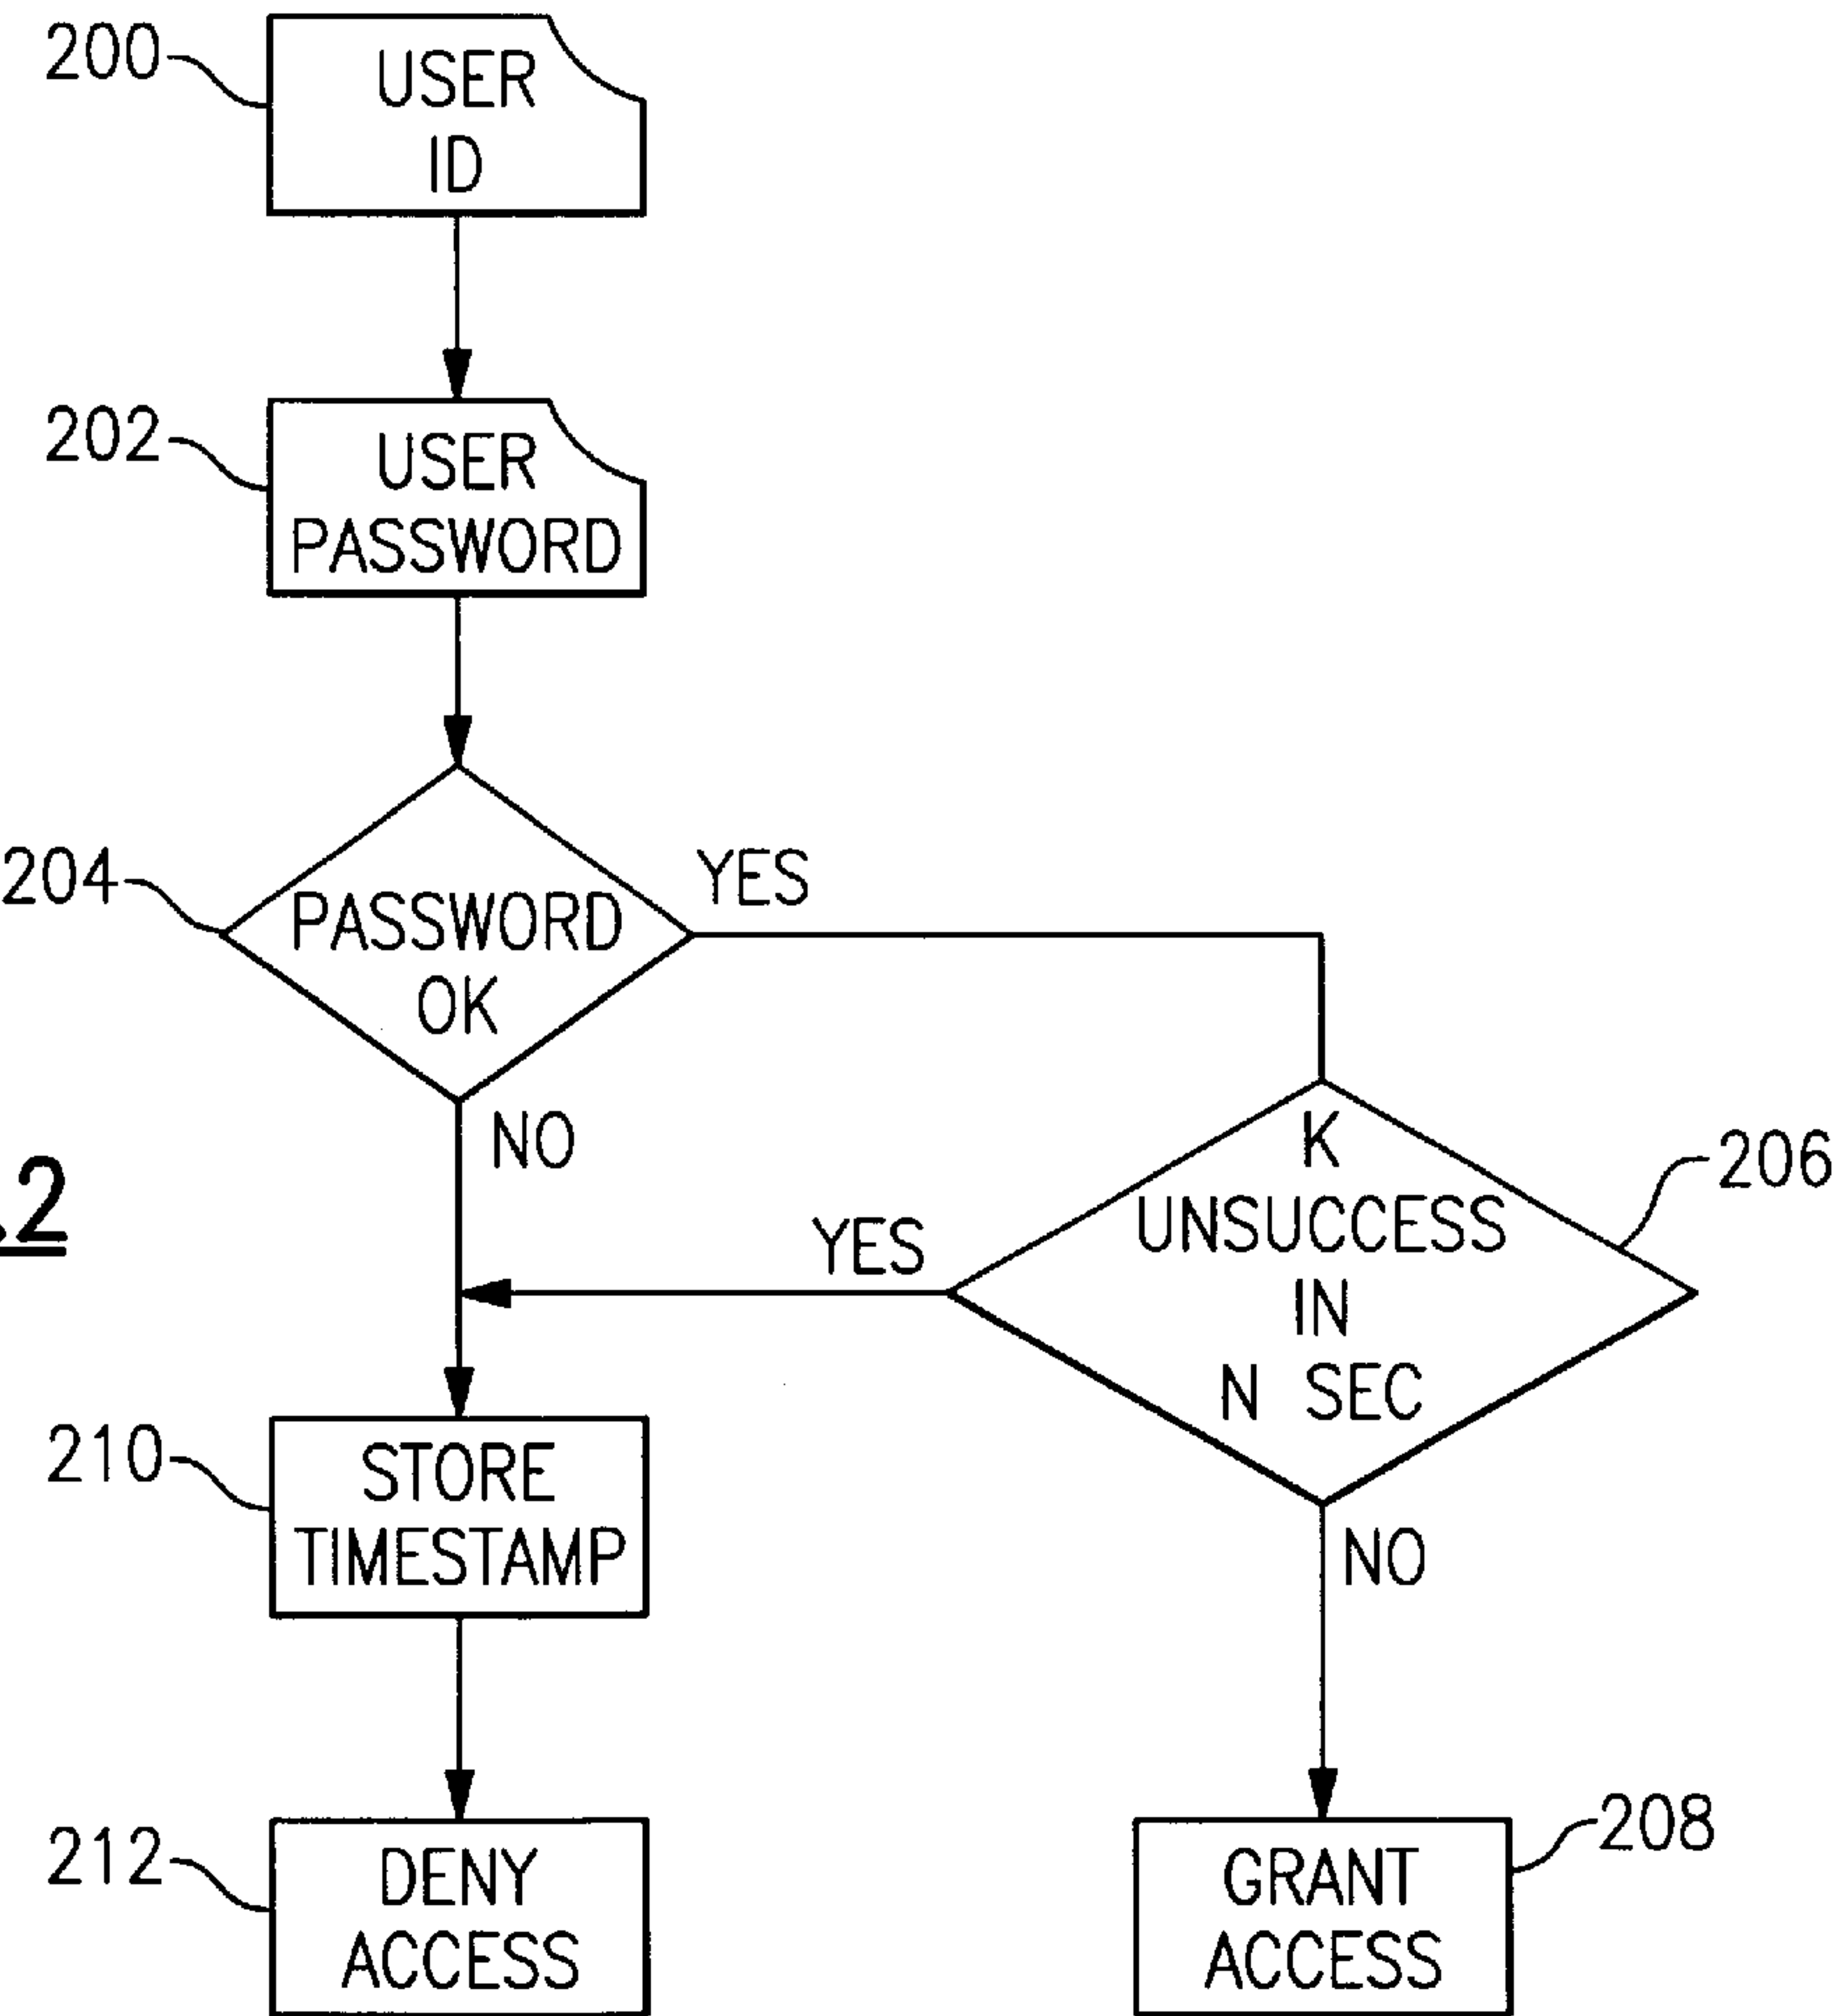 200
USER
ID
202
USER
PASSWORD
204
PASSWORD
OK
YES
NO
2
K
UNSUCCESS
IN
N SEC
206
YES
NO
210
STORE
TIMESTAMP
212
DENY
ACCESS
GRANT
ACCESS
208